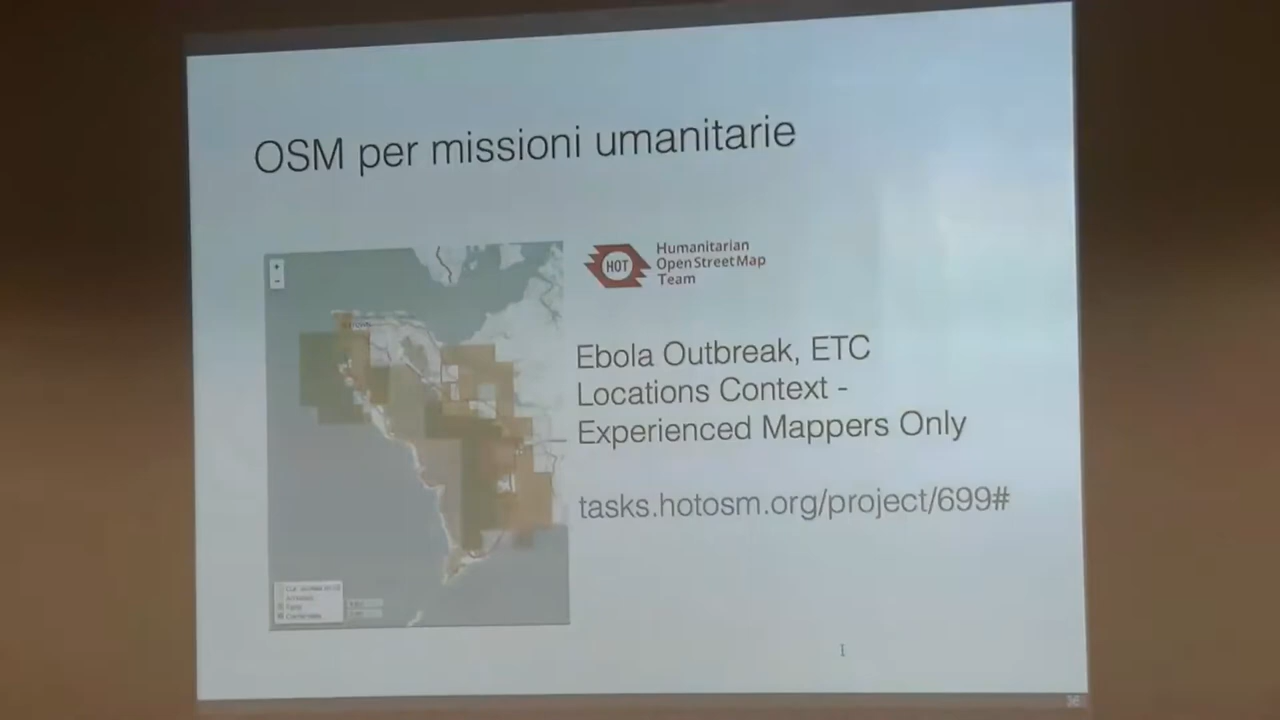 OSM per missioni umanitarie
HOT
Humanitarian
OpenStreetMap
Team
Ebola Outbreak, ETC
Locations Context -
Experienced Mappers Only
tasks.hotosm.org/project/699#